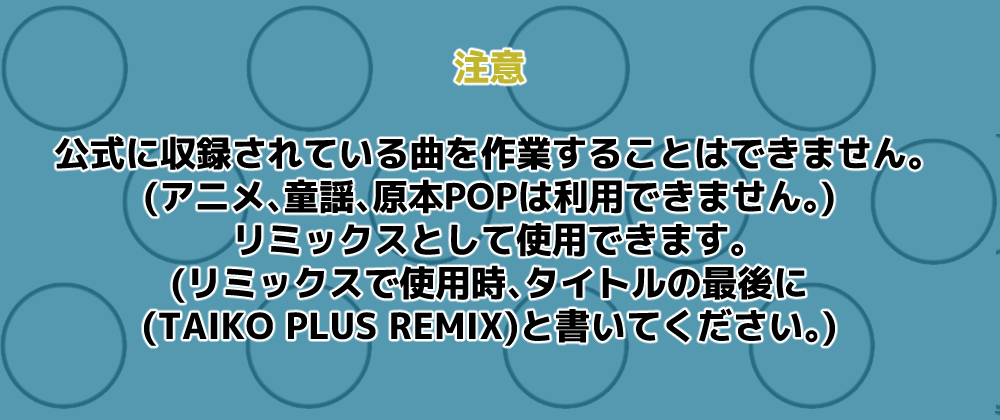 注意
公式に収録されている曲を作業することはできません。
(アニメ、童謡、原本POPは利用できません。)
リミックスとして使用できます。
(リミックスで使用時、タイトルの最後に
(TAIKO PLUS REMIX)と書いてください。)